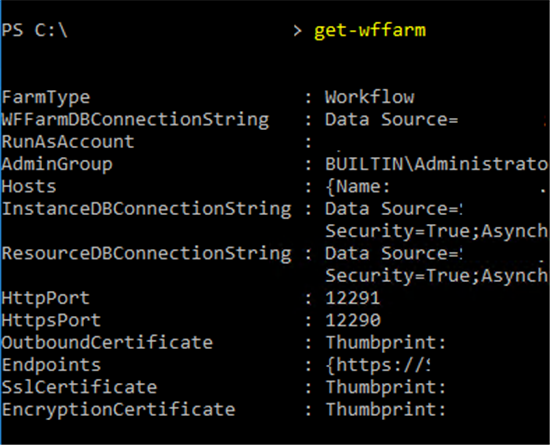 PS C:\ > get-wffarm
FarmType : Workflow
WFFarmDBConnectionString : Data Source=
RunAsAccount :
AdminGroup : BUILTIN\Administrato
Hosts : {Name: .
InstanceDBConnectionString : Data Source=
Security=True;Asynch
ResourceDBConnectionString : Data Source=
Security=True;Asynch
HttpPort : 12291
HttpsPort : 12290
OutboundCertificate : Thumbprint:
Endpoints : {https://
SslCertificate : Thumbprint:
EncryptionCertificate : Thumbprint: